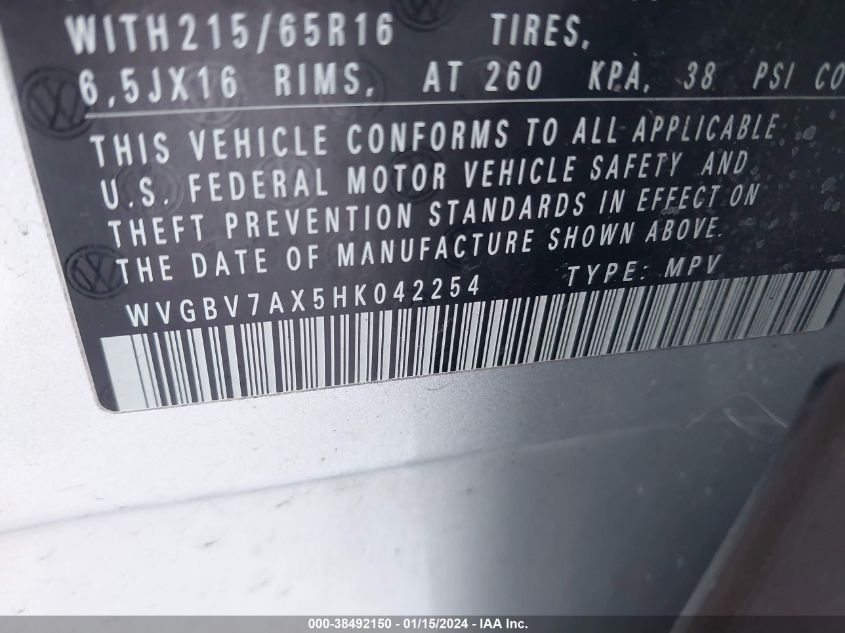 WITH 215/65R16 TIRES,
6,5JX16 RIMS, AT 260 KPA, 38 PSI CO
THIS VEHICLE CONFORMS TO ALL APPLICABLE
U.S. FEDERAL MOTOR VEHICLE SAFETY AND
THEFT PREVENTION STANDARDS IN EFFECT ON
THE DATE OF MANUFACTURE SHOWN ABOVE.
WVGBV7AX5HK042254 TYPE: MPV
000-38492150 - 01/15/2024 - IAA Inc.